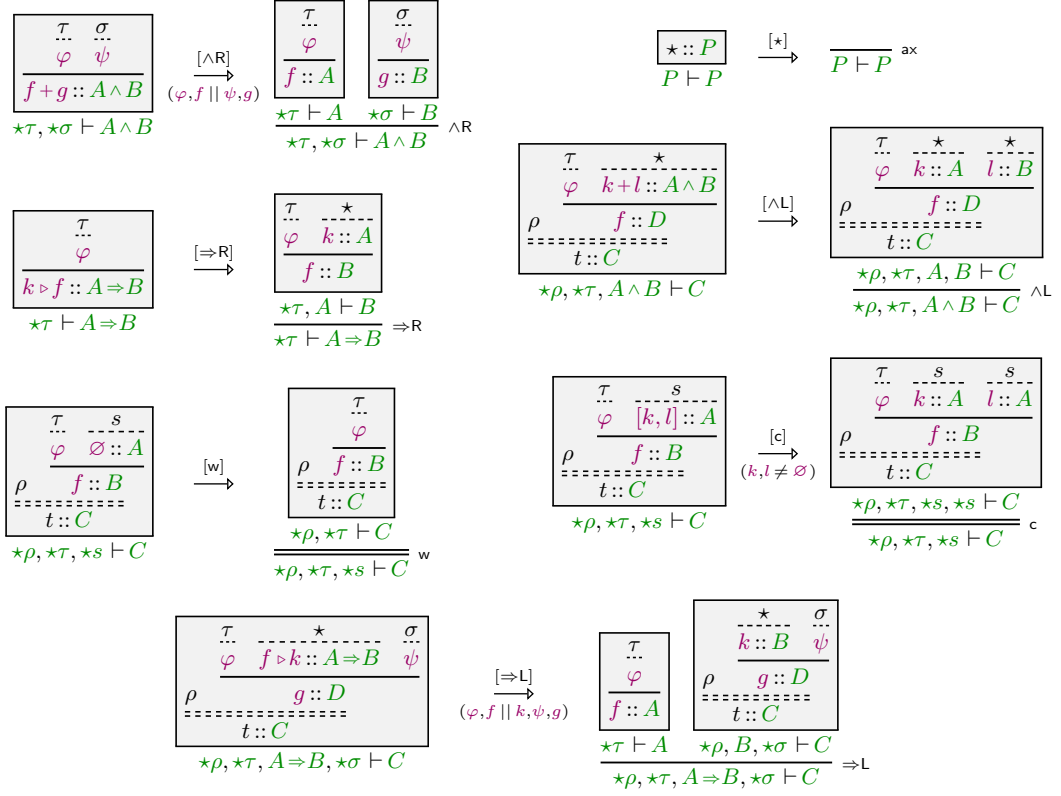 τ σ
φ ψ
f+g :: A∧B
⋆τ, ⋆σ ⊢ A∧B
[∧R]
(φ,f || ψ,g)
τ
φ
f :: A
⋆τ ⊢ A
σ
ψ
g :: B
⋆σ ⊢ B
⋆τ, ⋆σ ⊢ A∧B ∧R
⋆ :: P
P ⊢ P
[⋆]
P ⊢ P ax
τ
φ
k ▹ f :: A⇒B
⋆τ ⊢ A⇒B
[⇒R]
τ ⋆
φ k :: A
f :: B
⋆τ, A ⊢ B
⋆τ ⊢ A⇒B ⇒R
τ ⋆
φ k+l :: A∧B
ρ f :: D
t :: C
⋆ρ, ⋆τ, A∧B ⊢ C
[∧L]
τ ⋆ ⋆
φ k :: A l :: B
ρ f :: D
t :: C
⋆ρ, ⋆τ, A, B ⊢ C
⋆ρ, ⋆τ, A∧B ⊢ C ∧L
τ s
φ ∅ :: A
ρ f :: B
t :: C
⋆ρ, ⋆τ, ⋆s ⊢ C
[w]
τ
φ
ρ f :: B
t :: C
⋆ρ, ⋆τ ⊢ C
⋆ρ, ⋆τ, ⋆s ⊢ C w
τ s
φ [k, l] :: A
ρ f :: B
t :: C
⋆ρ, ⋆τ, ⋆s ⊢ C
[c]
(k,l ≠ ∅)
τ s s
φ k :: A l :: A
ρ f :: B
t :: C
⋆ρ, ⋆τ, ⋆s, ⋆s ⊢ C
⋆ρ, ⋆τ, ⋆s ⊢ C c
τ ⋆ σ
φ f ▹ k :: A⇒B ψ
ρ g :: D
t :: C
⋆ρ, ⋆τ, A⇒B, ⋆σ ⊢ C
[⇒L]
(φ,f || k,ψ,g)
τ
φ
f :: A
⋆τ ⊢ A
⋆ σ
k :: B ψ
ρ g :: D
t :: C
⋆ρ, B, ⋆σ ⊢ C
⋆ρ, ⋆τ, A⇒B, ⋆σ ⊢ C ⇒L